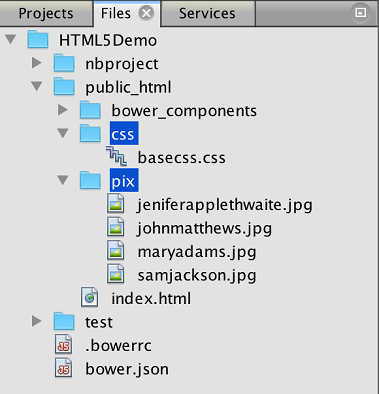 Projects Files Services
HTML5Demo
nbproject
public_html
bower_components
css
basecss.css
pix
jeniferapplethwaite.jpg
johnmatthews.jpg
maryadams.jpg
samjackson.jpg
index.html
test
.bowerrc
bower.json